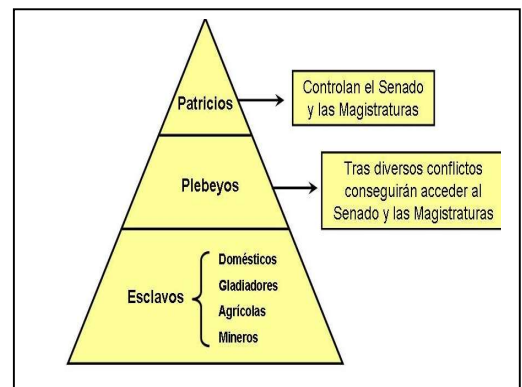 Patricios
Controlan el Senado
y las Magistraturas
Plebeyos
Tras diversos conflictos
conseguirán acceder al
Senado y las Magistraturas
Esclavos
Domésticos
Gladiadores
Agrícolas
Mineros